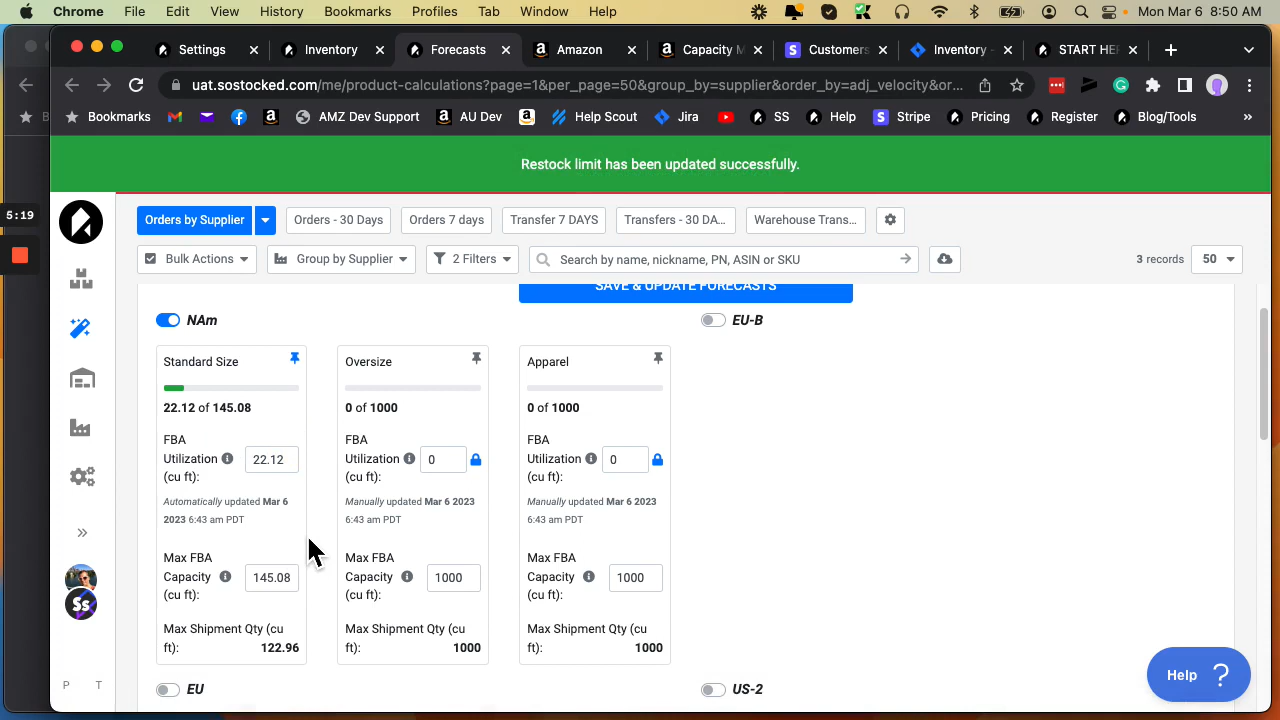 Chrome File Edit View History Bookmarks Profiles Tab Window Help Mon Mar 6 8:50 AM
Settings Inventory Forecasts Amazon Capacity M Customers Inventory - START HE
uat.sostocked.com/me/product-calculations?page=1&per_page=50&group_by=supplier&order_by=adj_velocity&or...
B Bookmarks AMZ Dev Support AU Dev Help Scout Jira SS Help Stripe Pricing Register Blog/Tools »
Restock limit has been updated successfully.
5:19
Orders by Supplier Orders - 30 Days Orders 7 days Transfer 7 DAYS Transfers - 30 DA... Warehouse Trans...
Bulk Actions Group by Supplier 2 Filters Search by name, nickname, PN, ASIN or SKU 3 records 50
SAVE & UPDATE FORECASTS
NAm EU-B
Standard Size Oversize Apparel
22.12 of 145.08 0 of 1000 0 of 1000
FBA FBA FBA
Utilization 22.12 Utilization 0 Utilization 0
(cu ft): (cu ft): (cu ft):
Automatically updated Mar 6 Manually updated Mar 6 2023 Manually updated Mar 6 2023
2023 6:43 am PDT 6:43 am PDT 6:43 am PDT
Max FBA Max FBA Max FBA
Capacity 145.08 Capacity 1000 Capacity 1000
(cu ft): (cu ft): (cu ft):
Max Shipment Qty (cu Max Shipment Qty (cu Max Shipment Qty (cu
ft): 122.96 ft): 1000 ft): 1000
EU US-2
P T
Ss
Help ?